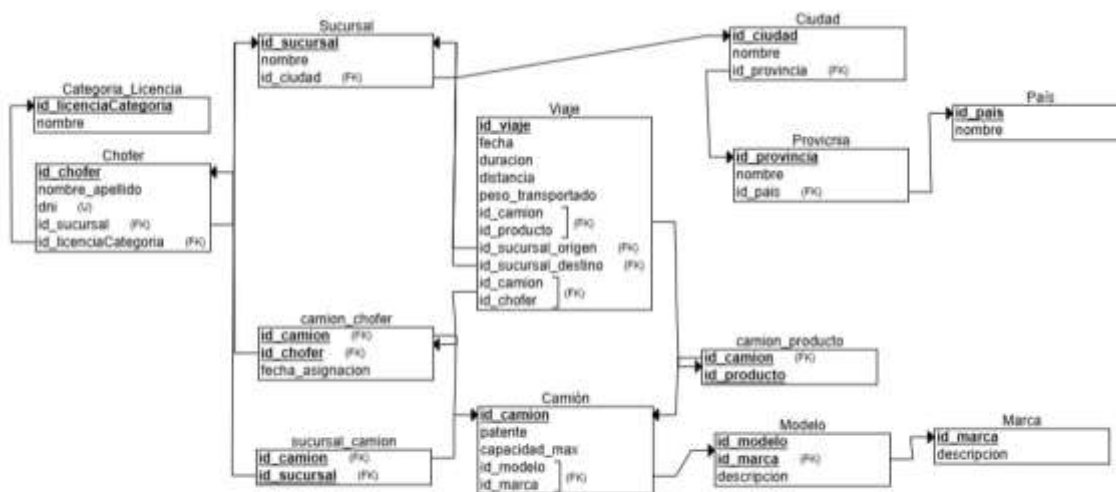 Sucursal
id_sucursal
nombre
id_ciudad (FK)
Ciudad
id_ciudad
nombre
id_provincia (FK)
Categoria_Licencia
id_licenciaCategoria
nombre
País
id_pais
nombre
Viaje
id_viaje
fecha
duracion
distancia
peso_transportado
id_camion
id_producto (FK)
id_sucursal_origen (FK)
id_sucursal_destino (FK)
id_camion
id_chofer (FK)
Provicnia
id_provincia
nombre
id_pais (FK)
Chofer
id_chofer
nombre_apellido
dni (U)
id_sucursal (FK)
id_licenciaCategoria (FK)
camion_chofer
id_camion (FK)
id_chofer (FK)
fecha_asignacion
camion_producto
id_camion (FK)
id_producto
Camión
id_camion
patente
capacidad_max
id_modelo
id_marca (FK)
sucursal_camion
id_camion (FK)
id_sucursal (FK)
Modelo
id_modelo
id_marca (FK)
descripcion
Marca
id_marca
descripcion